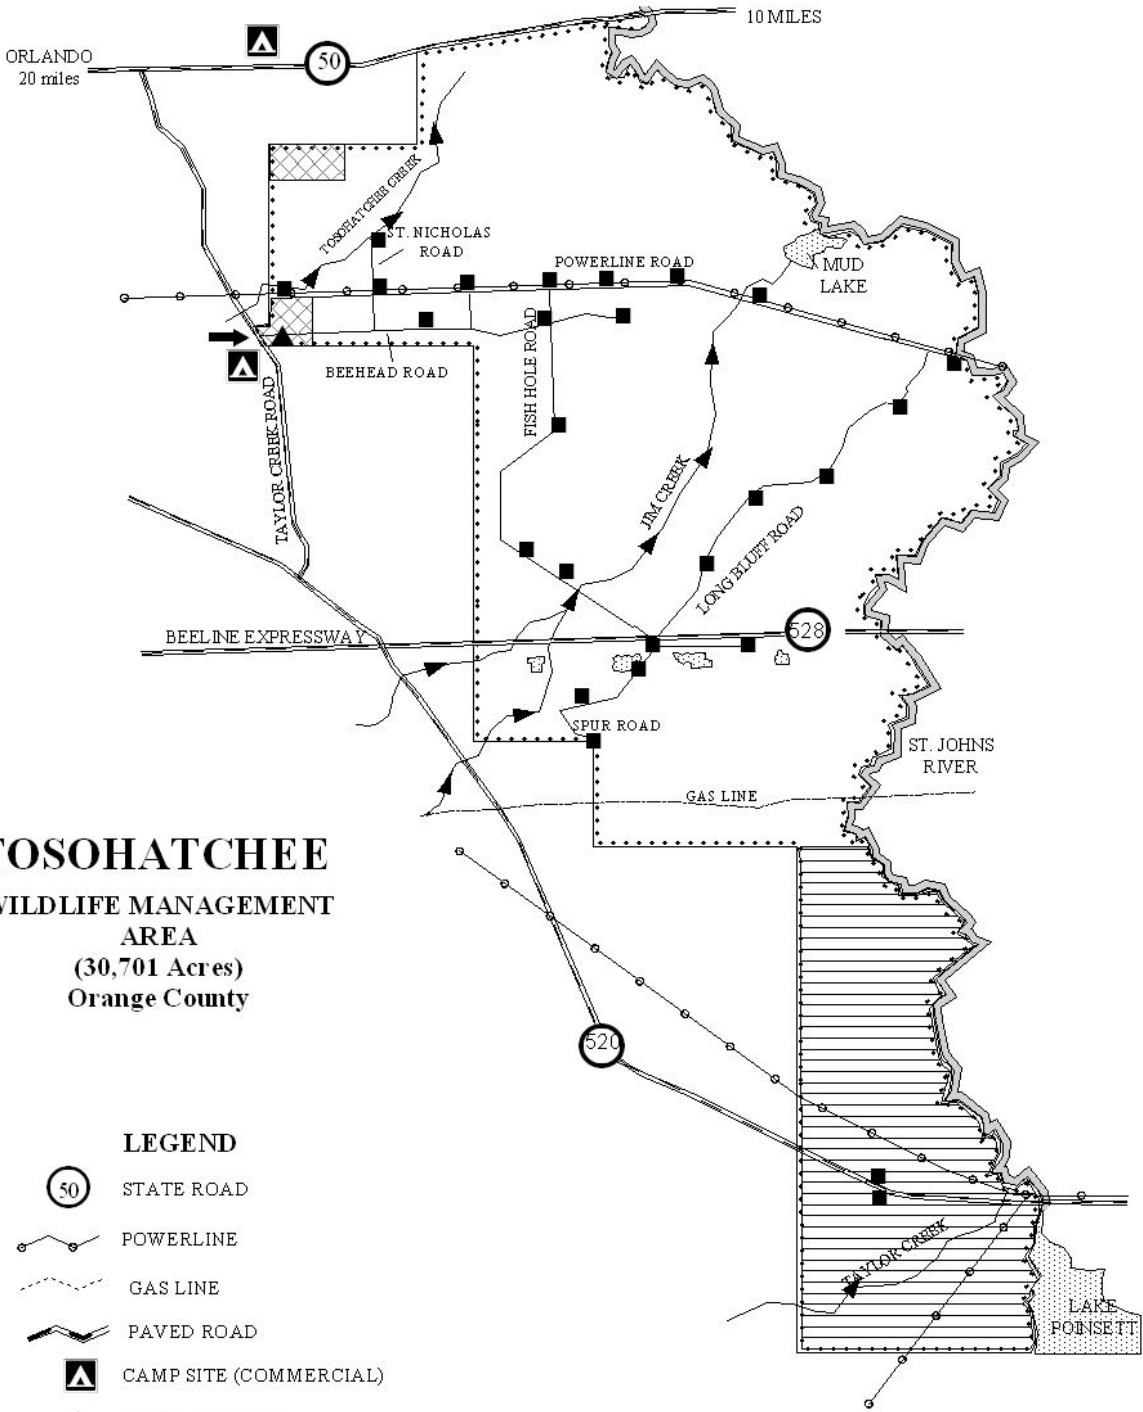 10 MILES
ORLANDO
20 miles
50
TOSOHATCHEE CREEK
ST. NICHOLAS
ROAD
POWERLINE ROAD
MUD
LAKE
BEEHEAD ROAD
FISH HOLE ROAD
TAYLOR CREEK ROAD
JIM CREEK
LONG BLUFF ROAD
BEELINE EXPRESSWAY
528
SPUR ROAD
ST. JOHNS
RIVER
GAS LINE
TOSOHATCHEE
WILDLIFE MANAGEMENT
AREA
(30,701 Acres)
Orange County
520
TAYLOR CREEK
LAKE
POINSETT
LEGEND
50 STATE ROAD
POWERLINE
GAS LINE
PAVED ROAD
CAMP SITE (COMMERCIAL)